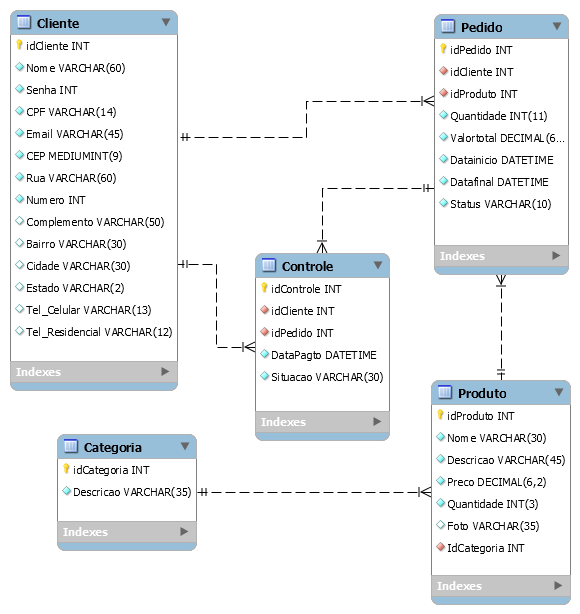 Cliente
idCliente INT
Nome VARCHAR(60)
Senha INT
CPF VARCHAR(14)
Email VARCHAR(45)
CEP MEDIUMINT(9)
Rua VARCHAR(60)
Numero INT
Complemento VARCHAR(50)
Bairro VARCHAR(30)
Cidade VARCHAR(30)
Estado VARCHAR(2)
Tel_Celular VARCHAR(13)
Tel_Residencial VARCHAR(12)
Indexes
Pedido
idPedido INT
idCliente INT
idProduto INT
Quantidade INT(11)
Valortotal DECIMAL(6...
Datainicio DATETIME
Datafinal DATETIME
Status VARCHAR(10)
Indexes
Controle
idControle INT
idCliente INT
idPedido INT
DataPagto DATETIME
Situacao VARCHAR(30)
Indexes
Categoria
idCategoria INT
Descricao VARCHAR(35)
Indexes
Produto
idProduto INT
Nome VARCHAR(30)
Descricao VARCHAR(45)
Preco DECIMAL(6,2)
Quantidade INT(3)
Foto VARCHAR(35)
IdCategoria INT
Indexes